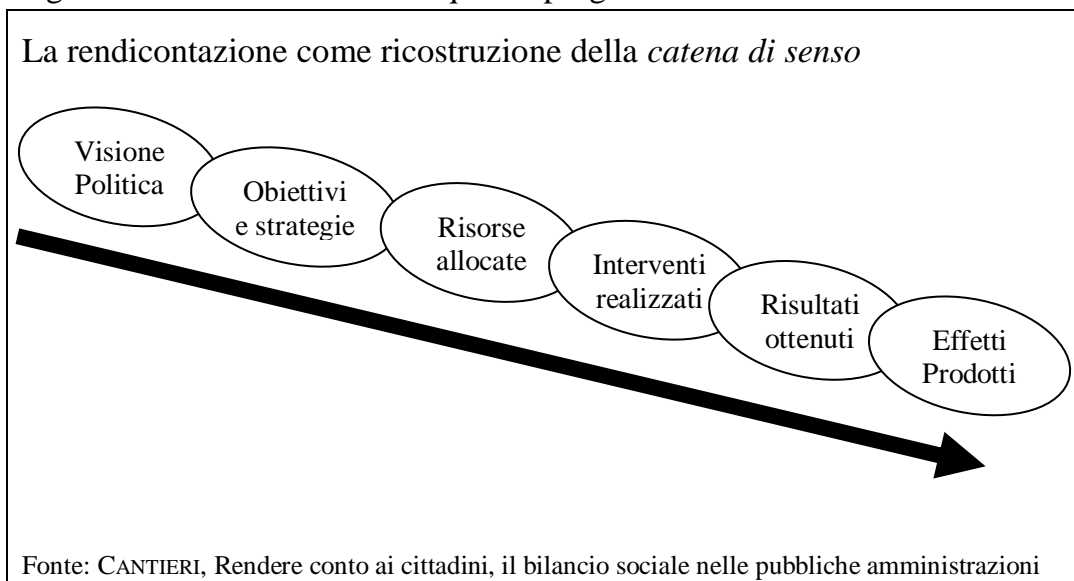 La rendicontazione come ricostruzione della catena di senso
Visione
Politica
Obiettivi
e strategie
Risorse
allocate
Interventi
realizzati
Risultati
ottenuti
Effetti
Prodotti
Fonte: CANTIERI, Rendere conto ai cittadini, il bilancio sociale nelle pubbliche amministrazioni